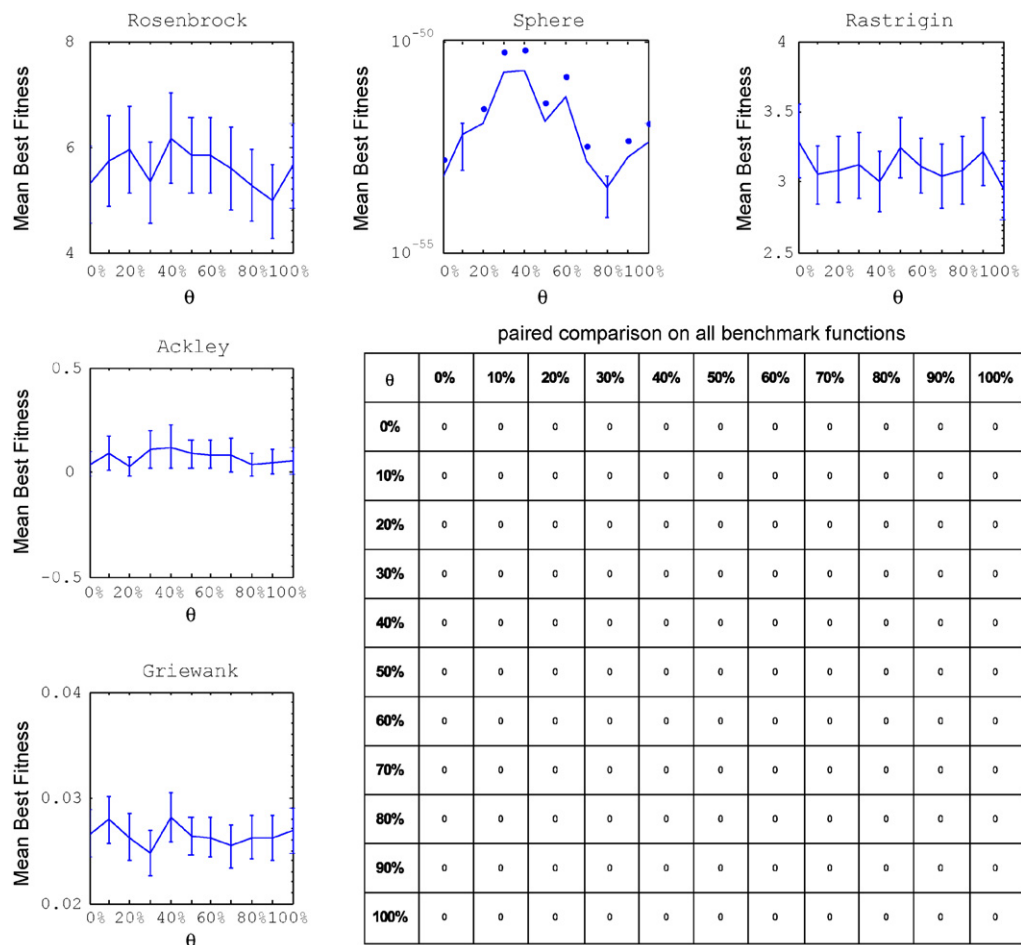 Rosenbrock
Mean Best Fitness
8
6
4
0% 20% 40% 60% 80%100%
θ
Sphere
Mean Best Fitness
10^-50
10^-55
0% 20% 40% 60% 80%100%
θ
Rastrigin
Mean Best Fitness
4
3.5
3
2.5
0% 20% 40% 60% 80%100%
θ
Ackley
Mean Best Fitness
0.5
0
-0.5
0% 20% 40% 60% 80%100%
θ
Griewank
Mean Best Fitness
0.04
0.03
0.02
0% 20% 40% 60% 80%100%
θ
paired comparison on all benchmark functions
θ 0% 10% 20% 30% 40% 50% 60% 70% 80% 90% 100%
0% 0 0 0 0 0 0 0 0 0 0 0
10% 0 0 0 0 0 0 0 0 0 0 0
20% 0 0 0 0 0 0 0 0 0 0 0
30% 0 0 0 0 0 0 0 0 0 0 0
40% 0 0 0 0 0 0 0 0 0 0 0
50% 0 0 0 0 0 0 0 0 0 0 0
60% 0 0 0 0 0 0 0 0 0 0 0
70% 0 0 0 0 0 0 0 0 0 0 0
80% 0 0 0 0 0 0 0 0 0 0 0
90% 0 0 0 0 0 0 0 0 0 0 0
100% 0 0 0 0 0 0 0 0 0 0 0